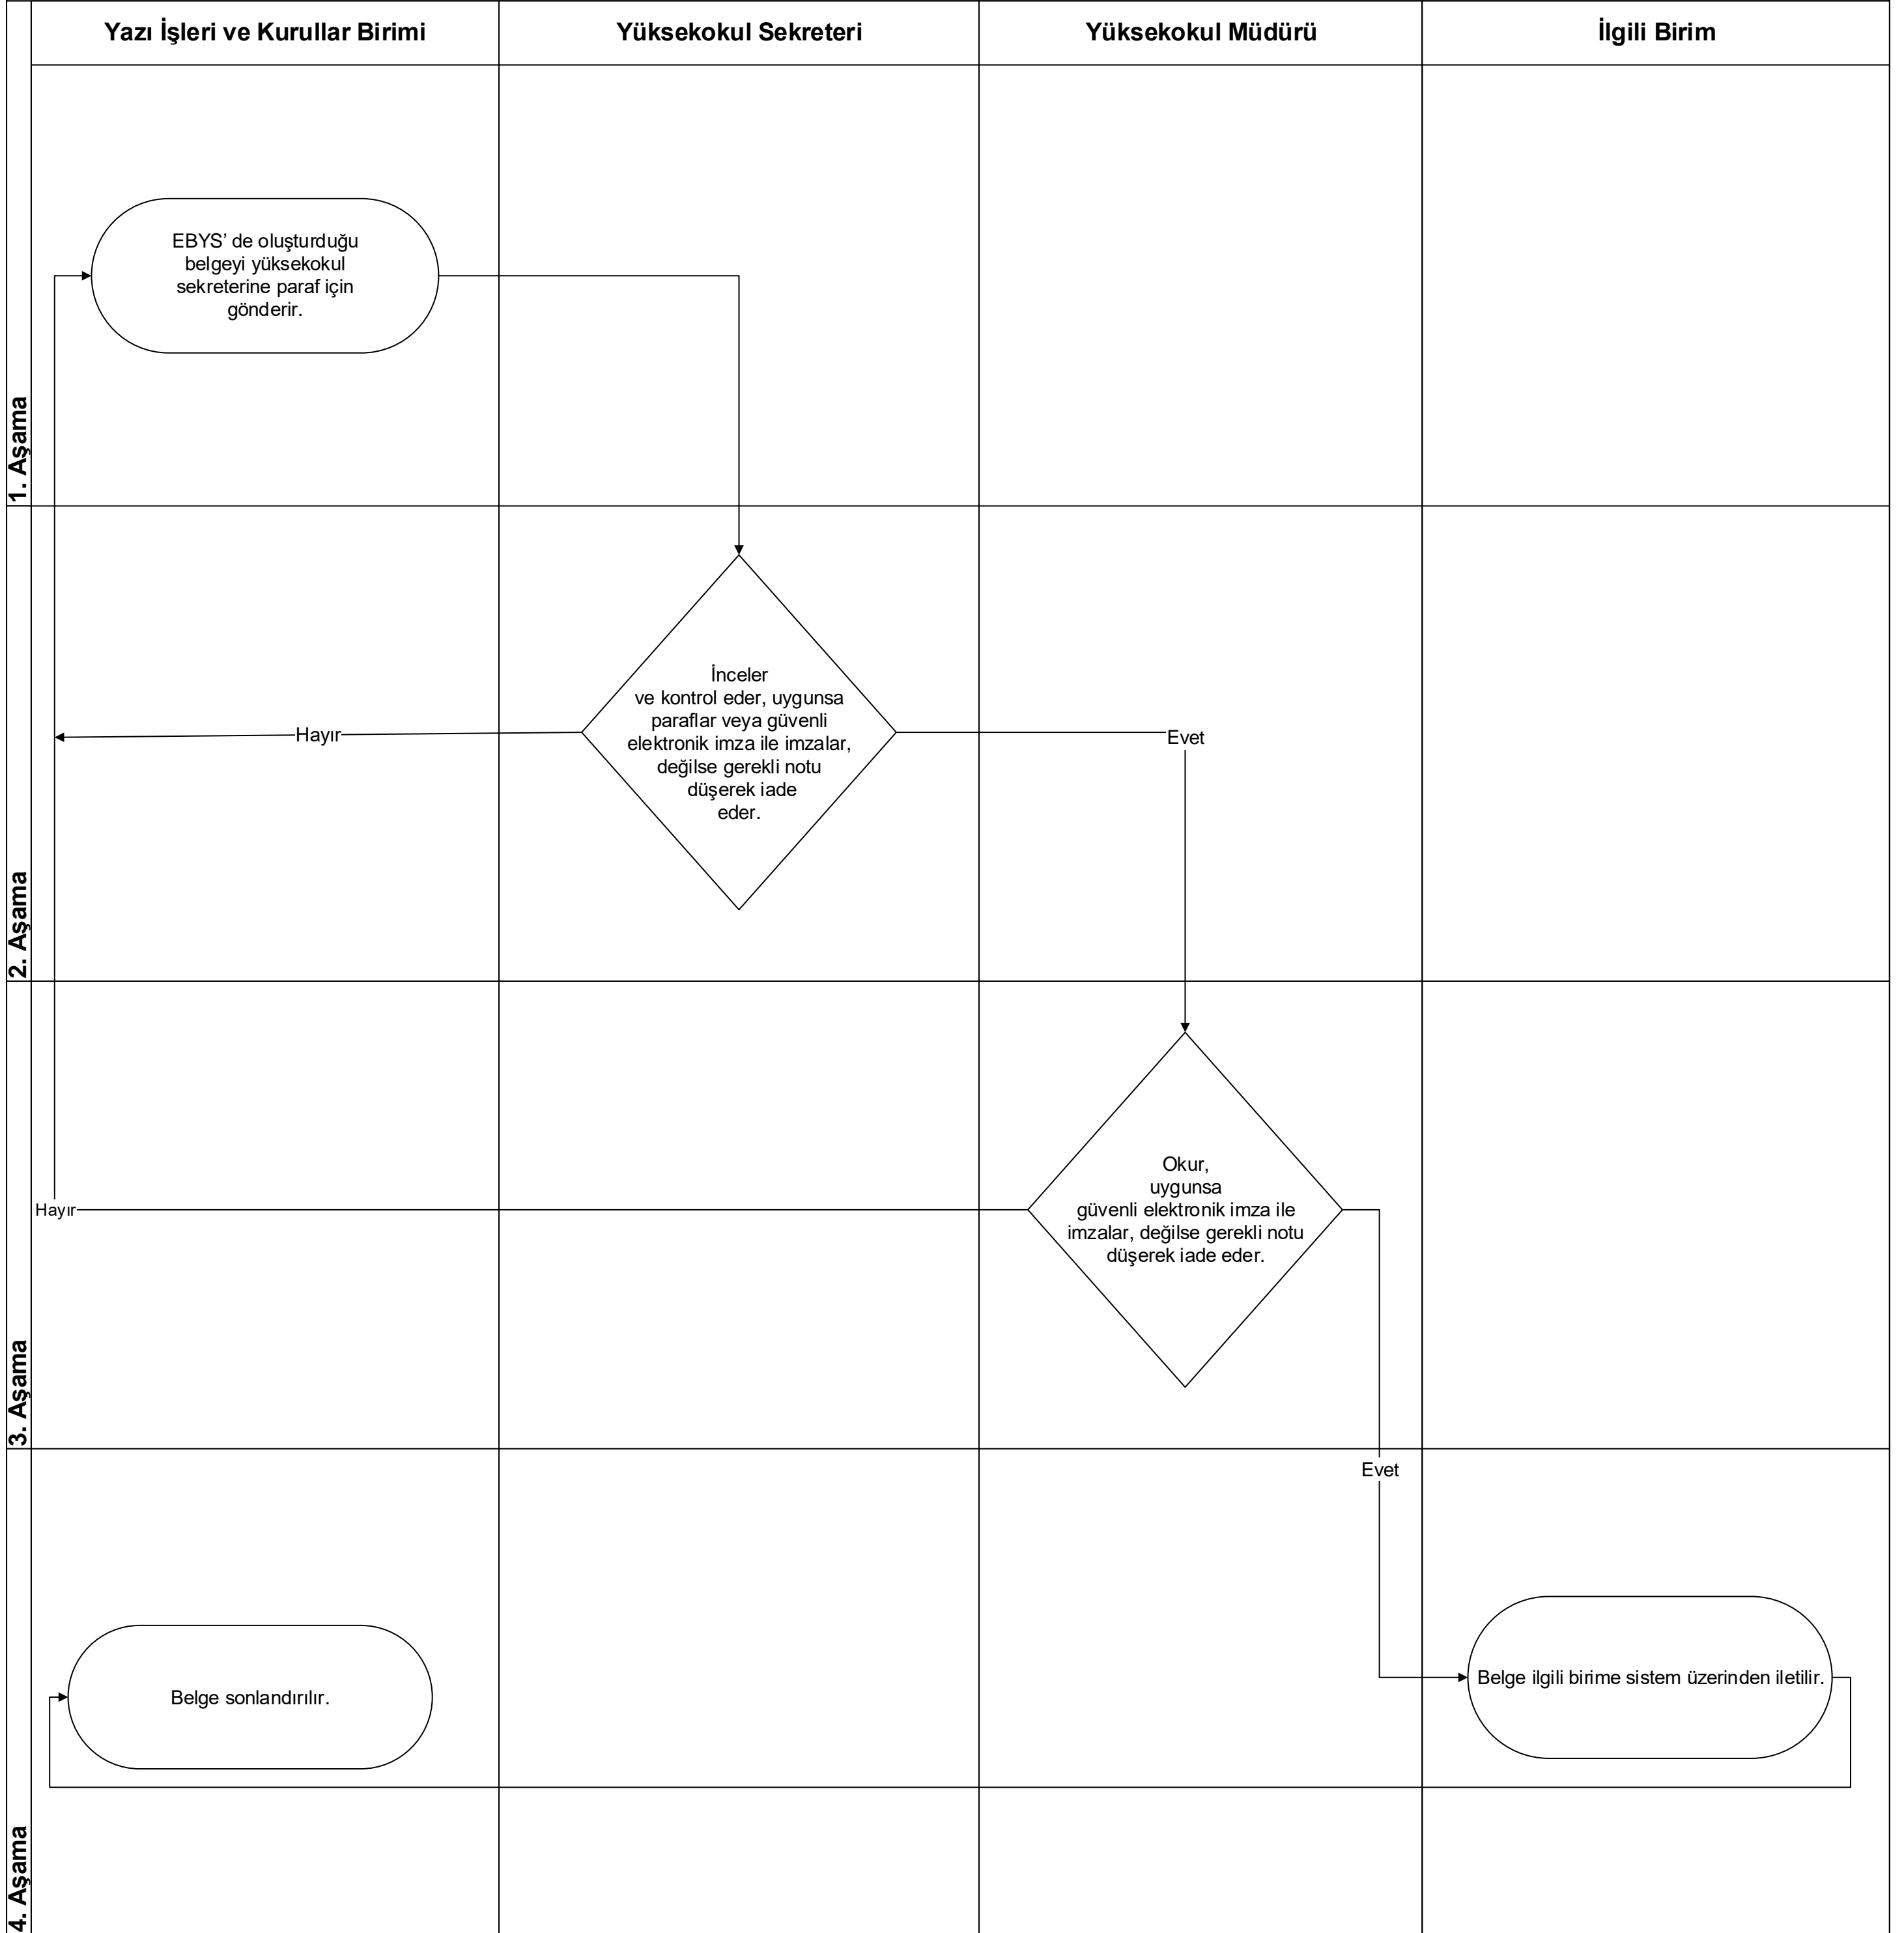 Yazı İşleri ve Kurullar Birimi
Yüksekokul Sekreteri
Yüksekokul Müdürü
İlgili Birim
1. Aşama
EBYS’ de oluşturduğu
belgeyi yüksekokul
sekreterine paraf için
gönderir.
2. Aşama
Hayır
İnceler
ve kontrol eder, uygunsa
paraflar veya güvenli
elektronik imza ile imzalar,
değilse gerekli notu
düşerek iade
eder.
Evet
3. Aşama
Hayır
Okur,
uygunsa
güvenli elektronik imza ile
imzalar, değilse gerekli notu
düşerek iade eder.
4. Aşama
Evet
Belge sonlandırılır.
Belge ilgili birime sistem üzerinden iletilir.